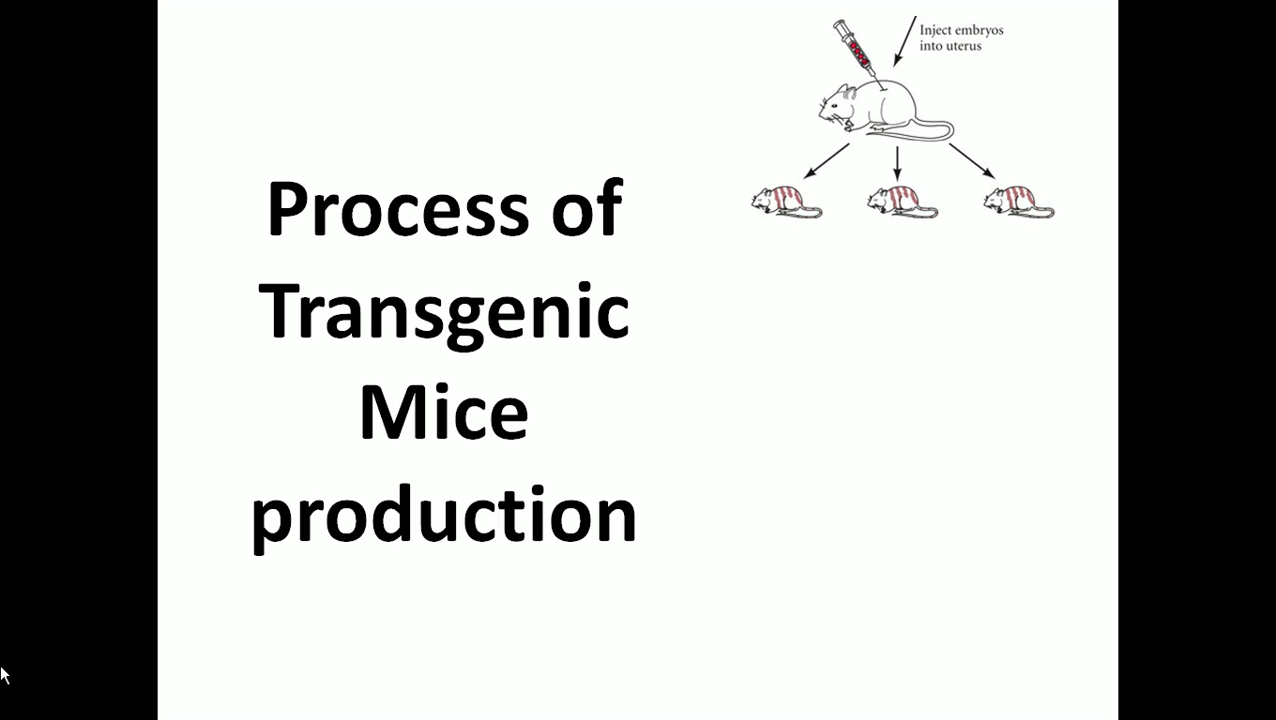 Inject embryos
into uterus
Process of
Transgenic
Mice
production